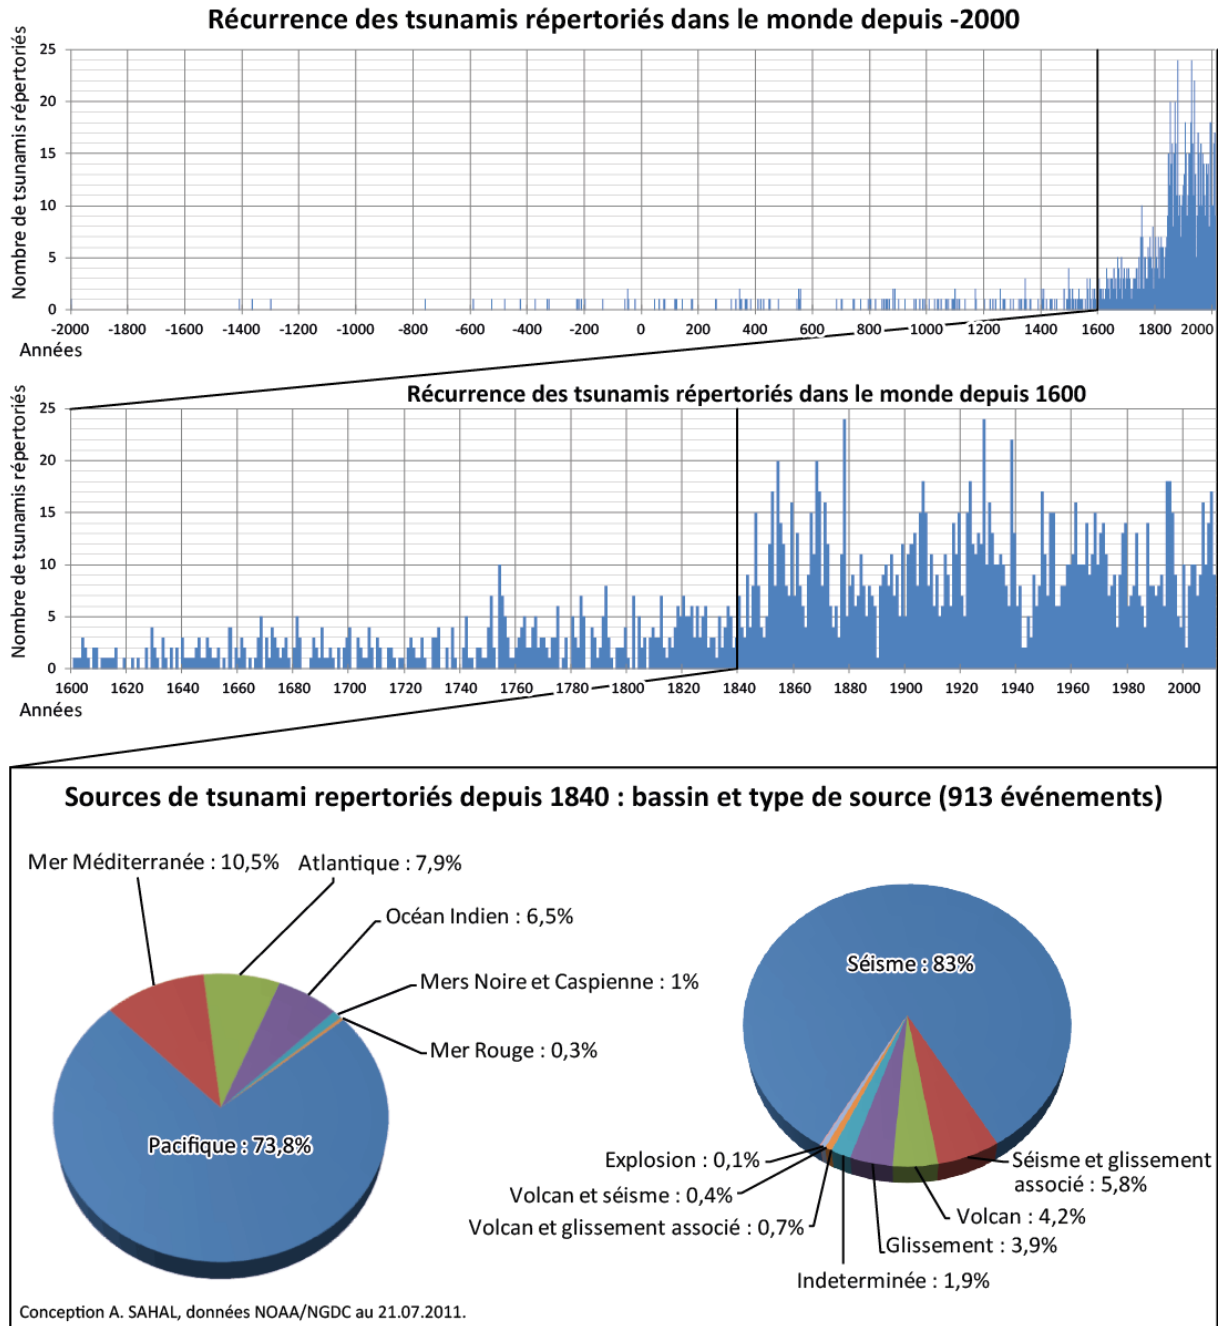 Récurrence des tsunamis répertoriés dans le monde depuis -2000
Nombre de tsunamis répertoriés
25
20
15
10
5
0
-2000 -1800 -1600 -1400 -1200 -1000 -800 -600 -400 -200 0 200 400 600 800 1000 1200 1400 1600 1800 2000
Années
Récurrence des tsunamis répertoriés dans le monde depuis 1600
Nombre de tsunamis répertoriés
25
20
15
10
5
0
1600 1620 1640 1660 1680 1700 1720 1740 1760 1780 1800 1820 1840 1860 1880 1900 1920 1940 1960 1980 2000
Années
Sources de tsunami repertoriés depuis 1840 : bassin et type de source (913 événements)
Mer Méditerranée : 10,5%
Atlantique : 7,9%
Océan Indien : 6,5%
Mers Noire et Caspienne : 1%
Mer Rouge : 0,3%
Pacifique : 73,8%
Séisme : 83%
Explosion : 0,1%
Volcan et séisme : 0,4%
Volcan et glissement associé : 0,7%
Indeterminée : 1,9%
Glissement : 3,9%
Volcan : 4,2%
Séisme et glissement
associé : 5,8%
Conception A. SAHAL, données NOAA/NGDC au 21.07.2011.